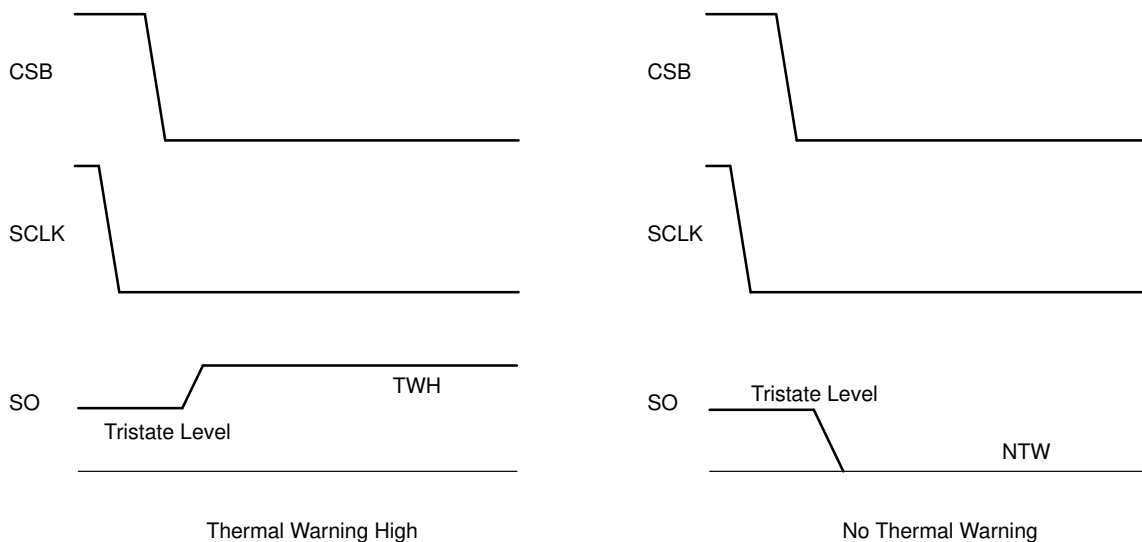 CSB
SCLK
SO
TWH
Tristate Level
Thermal Warning High
CSB
SCLK
SO
Tristate Level
NTW
No Thermal Warning